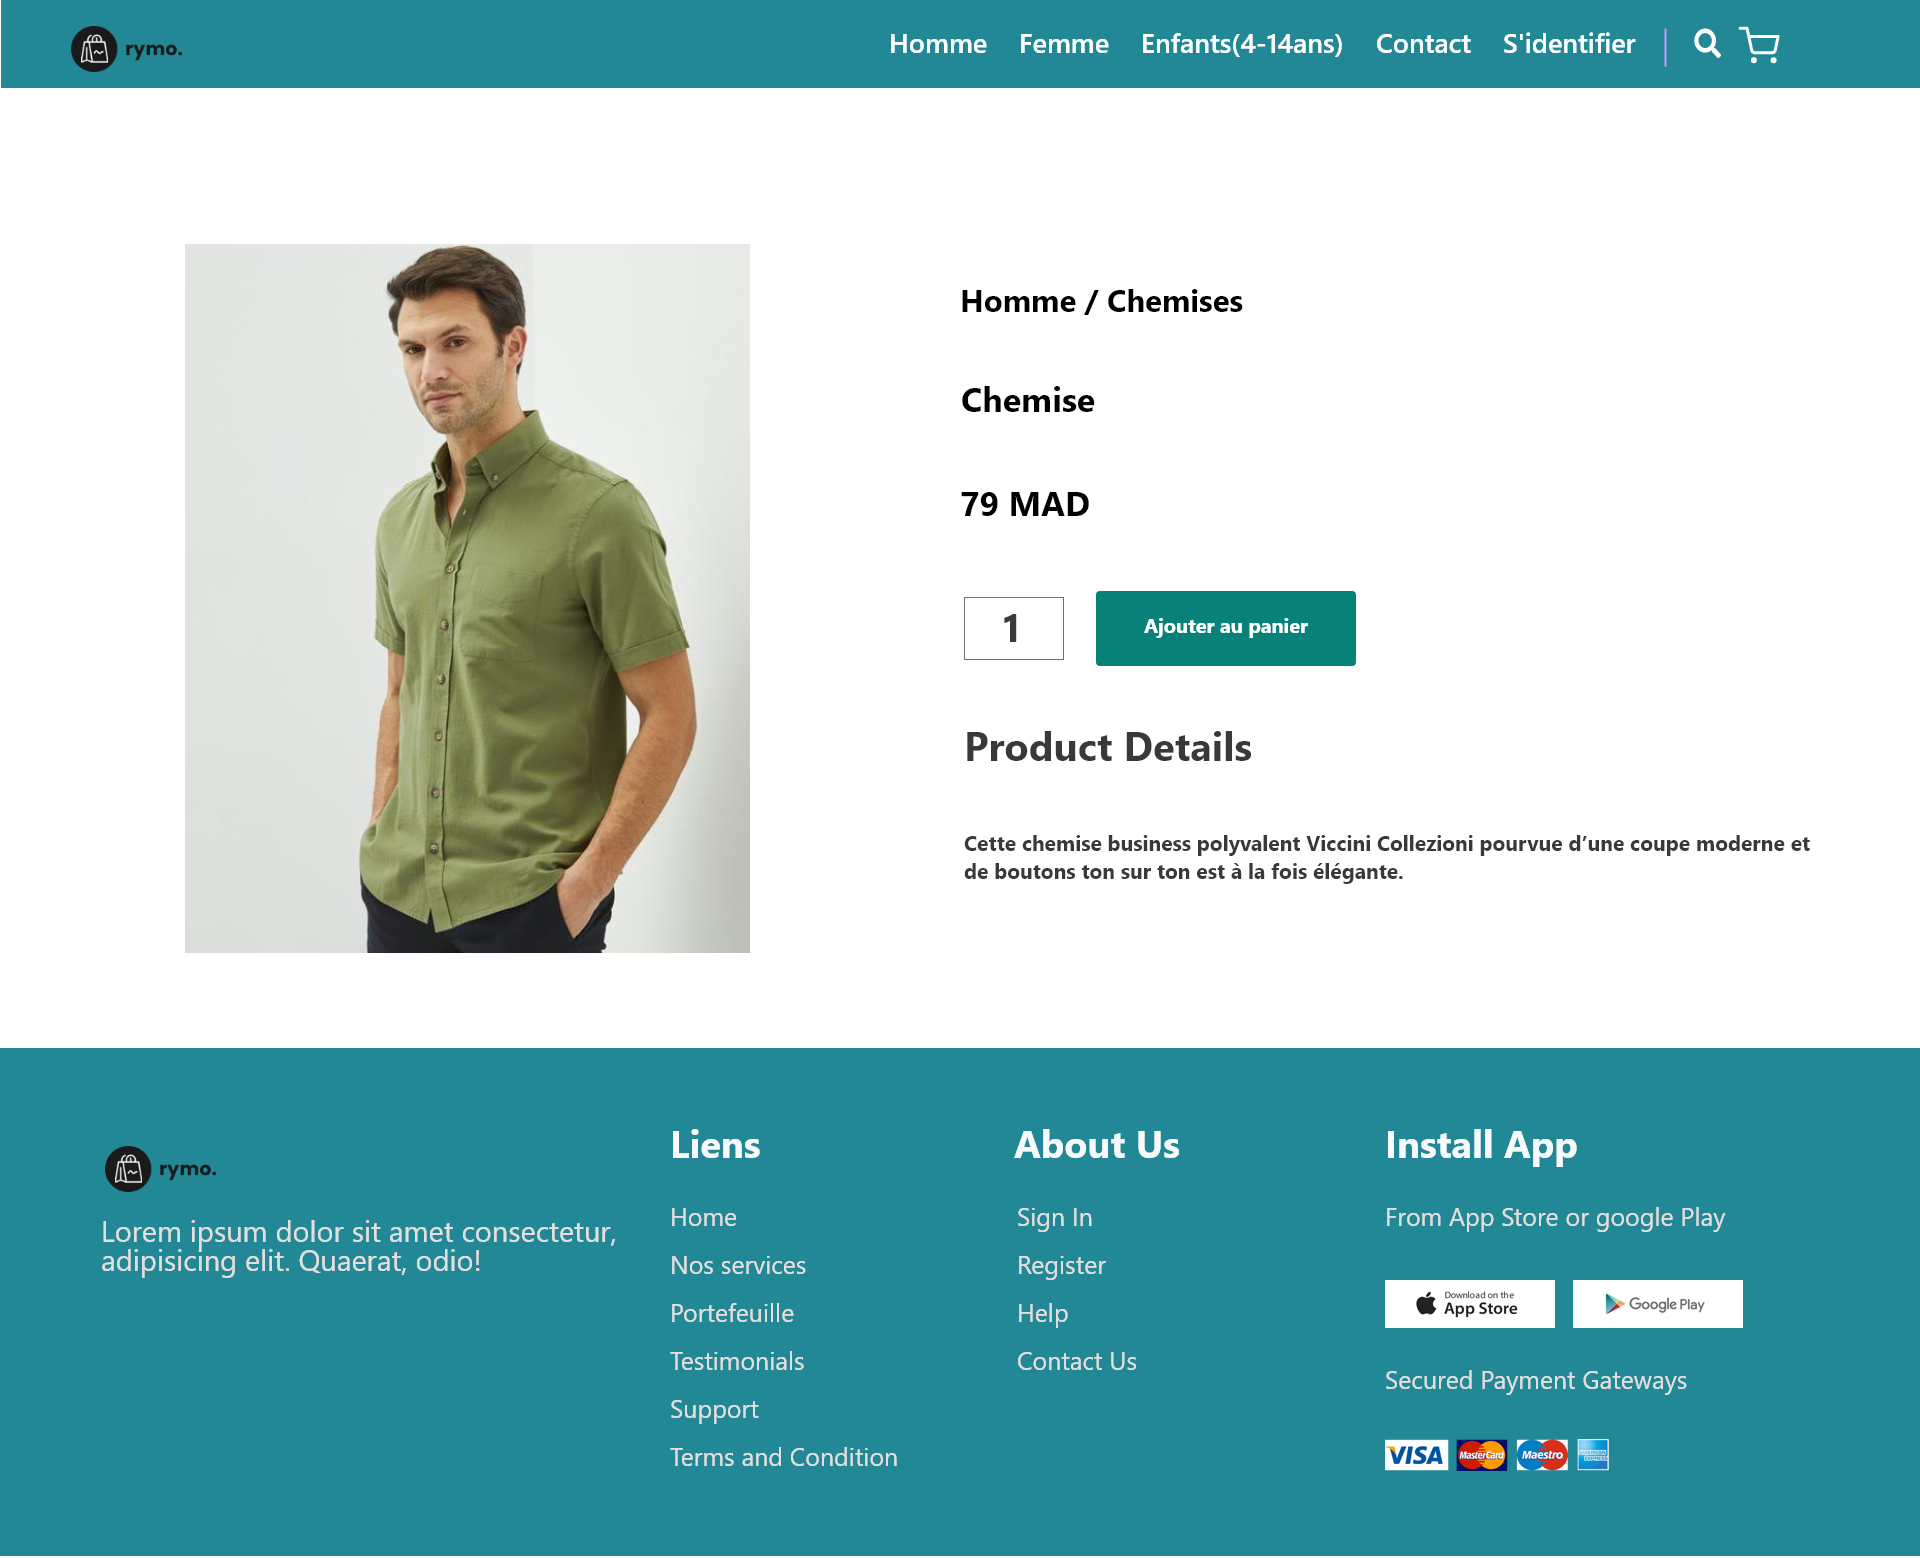 rymo.
Homme Femme Enfants(4-14ans) Contact S'identifier
Homme / Chemises
Chemise
79 MAD
1
Ajouter au panier
Product Details
Cette chemise business polyvalent Viccini Collezioni pourvue d’une coupe moderne et
de boutons ton sur ton est à la fois élégante.
rymo.
Lorem ipsum dolor sit amet consectetur,
adipisicing elit. Quaerat, odio!
Liens
Home
Nos services
Portefeuille
Testimonials
Support
Terms and Condition
About Us
Sign In
Register
Help
Contact Us
Install App
From App Store or google Play
Download on the
App Store
Google Play
Secured Payment Gateways
VISA MasterCard Maestro
AMERICAN
EXPRESS